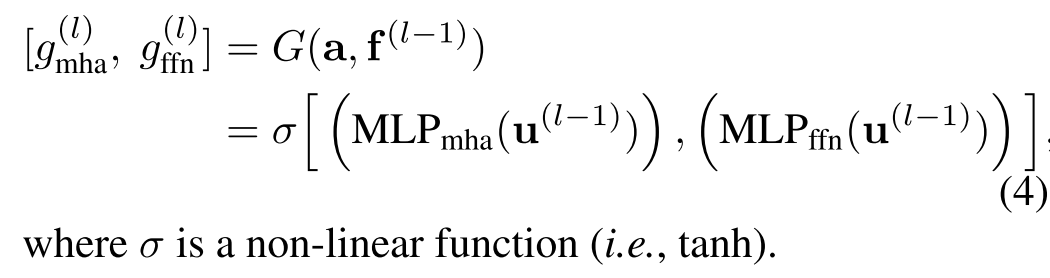 [g_mha^(l), g_ffn^(l)] = G(a, f^(l−1))
= σ[ (MLP_mha(u^(l−1))), (MLP_ffn(u^(l−1))) ],
(4)
where σ is a non-linear function (i.e., tanh).